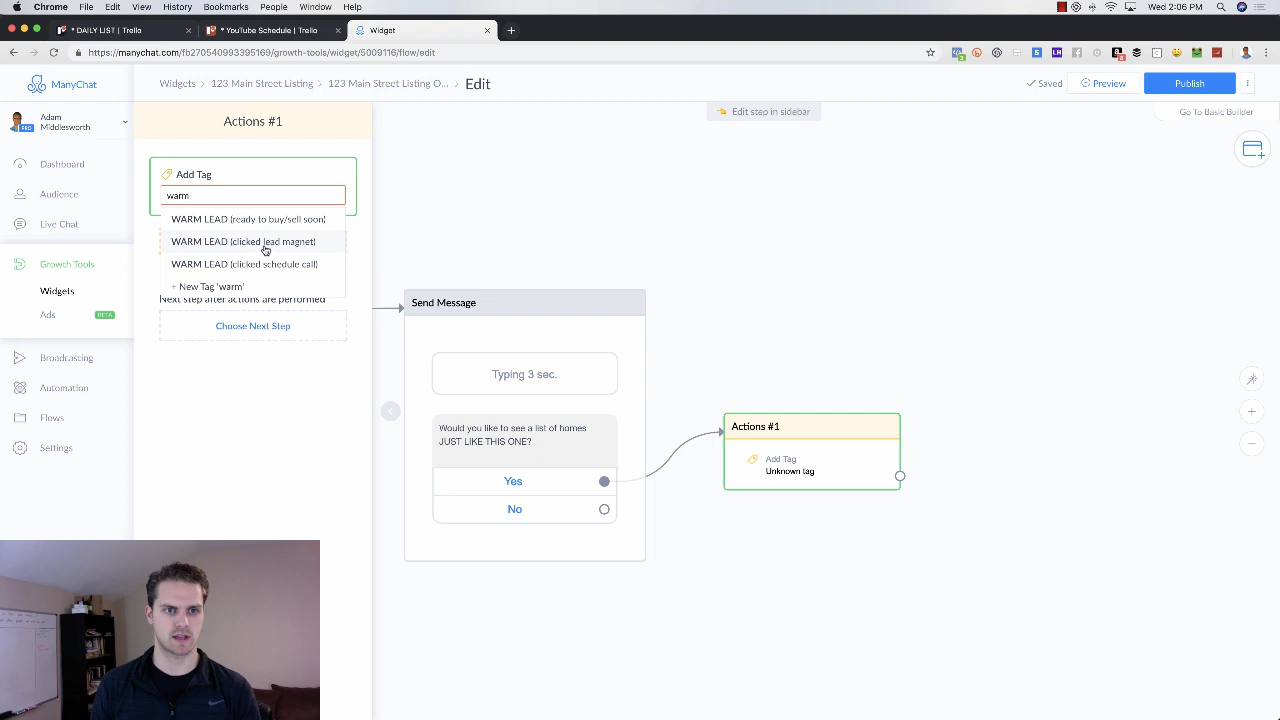 Chrome File Edit View History Bookmarks People Window Help
Wed 2:06 PM
* DAILY LIST | Trello
* YouTube Schedule | Trello
Widget
https://manychat.com/fb270540993395169/growth-tools/widget/5009116/flow/edit
ManyChat
Widgets > 123 Main Street Listing > 123 Main Street Listing O... > Edit
Saved
Preview
Publish
Adam
Middlesworth
PRO
Actions #1
Edit step in sidebar
Go To Basic Builder
Dashboard
Audience
Live Chat
Growth Tools
Widgets
Ads
BETA
Broadcasting
Automation
Flows
Settings
Add Tag
warm
WARM LEAD (ready to buy/sell soon)
WARM LEAD (clicked lead magnet)
WARM LEAD (clicked schedule call)
+ New Tag 'warm'
Next step after actions are performed
Choose Next Step
Send Message
Typing 3 sec.
Would you like to see a list of homes
JUST LIKE THIS ONE?
Yes
No
Actions #1
Add Tag
Unknown tag